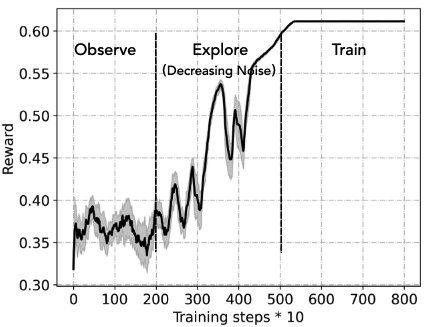 Observe
Explore
(Decreasing Noise)
Train
Reward
0.60
0.55
0.50
0.45
0.40
0.35
0.30
0 100 200 300 400 500 600 700 800
Training steps * 10